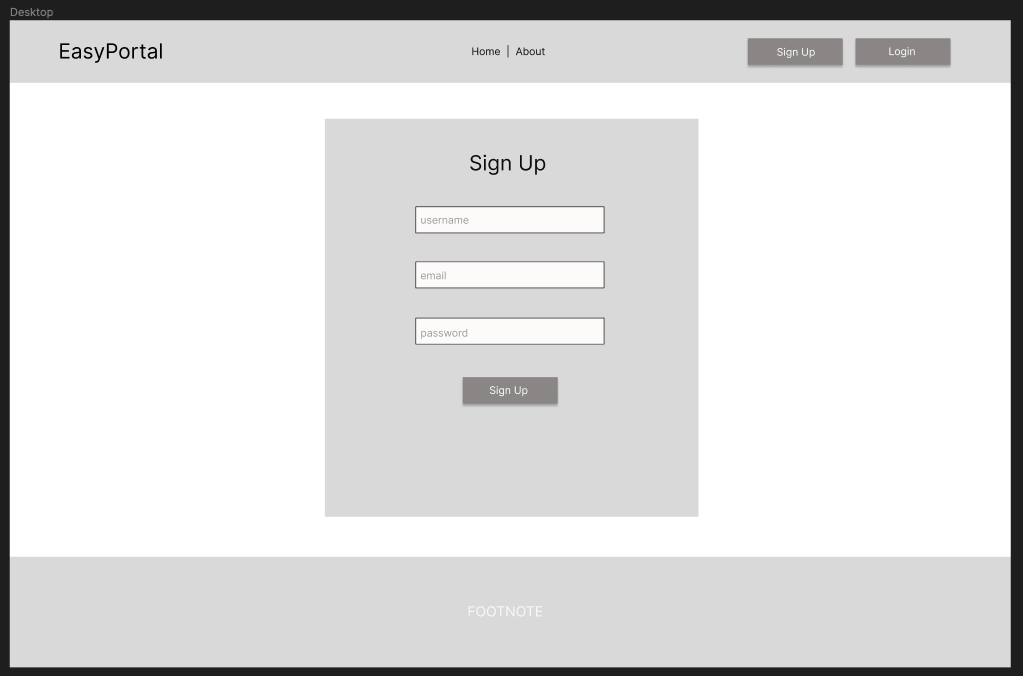 Desktop
EasyPortal
Home | About
Sign Up
Login
Sign Up
username
email
password
Sign Up
FOOTNOTE